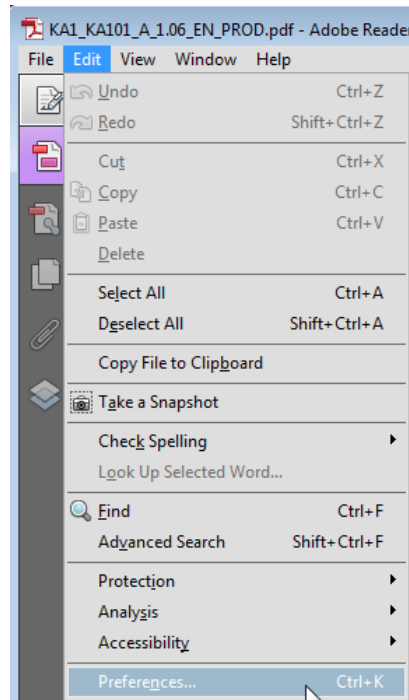 KA1_KA101_A_1.06_EN_PROD.pdf - Adobe Reade
File Edit View Window Help
Undo Ctrl+Z
Redo Shift+Ctrl+Z
Cut Ctrl+X
Copy Ctrl+C
Paste Ctrl+V
Delete
Select All Ctrl+A
Deselect All Shift+Ctrl+A
Copy File to Clipboard
Take a Snapshot
Check Spelling
Look Up Selected Word...
Find Ctrl+F
Advanced Search Shift+Ctrl+F
Protection
Analysis
Accessibility
Preferences... Ctrl+K